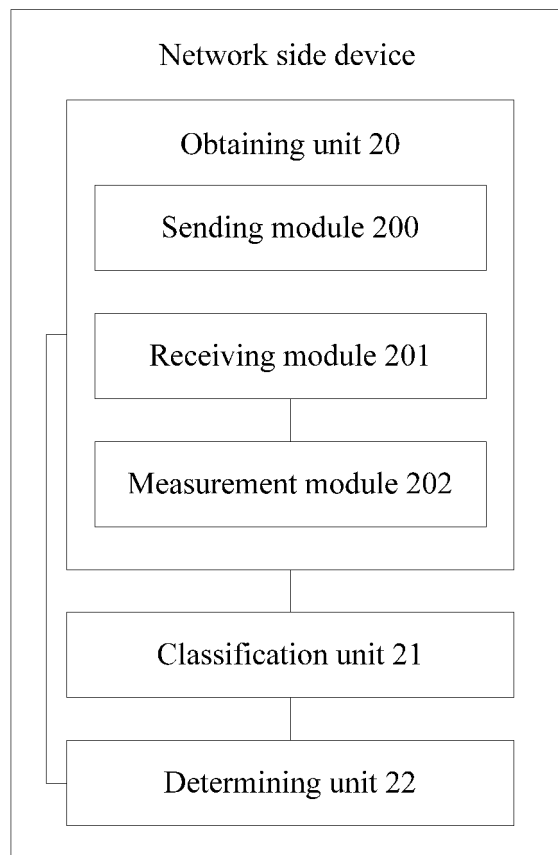 Network side device
Obtaining unit 20
Sending module 200
Receiving module 201
Measurement module 202
Classification unit 21
Determining unit 22